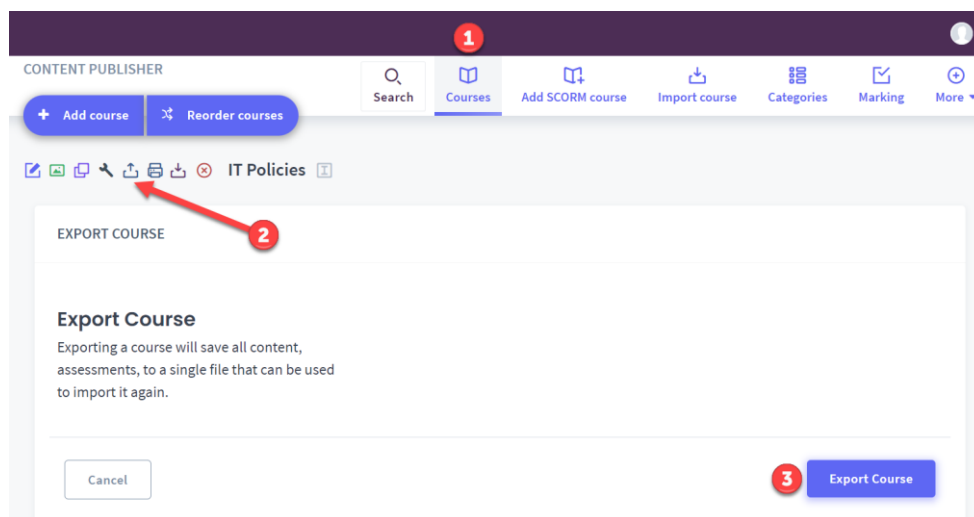 1
CONTENT PUBLISHER
Search
Courses
Add SCORM course
Import course
Categories
Marking
More
+ Add course
Reorder courses
IT Policies
2
EXPORT COURSE
Export Course
Exporting a course will save all content,
assessments, to a single file that can be used
to import it again.
Cancel
3
Export Course